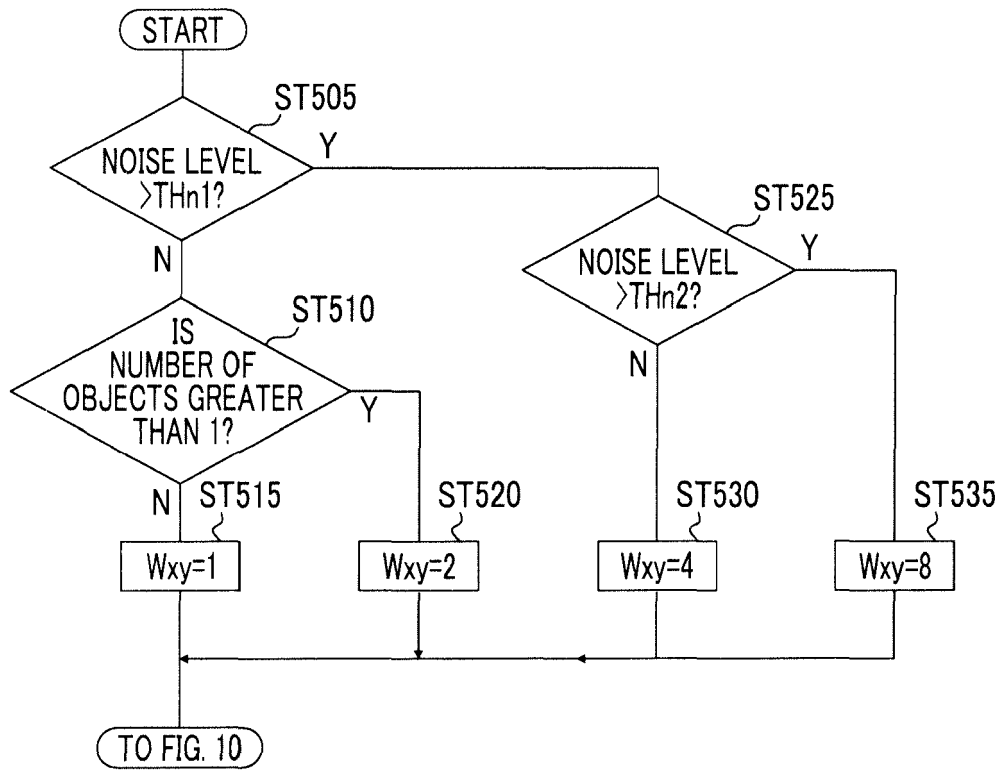 START
ST505
Y
NOISE LEVEL
>THn1?
N
ST525
Y
NOISE LEVEL
>THn2?
N
ST510
IS
NUMBER OF
OBJECTS GREATER
THAN 1?
Y
N
ST515
ST520
ST530
ST535
Wxy=1
Wxy=2
Wxy=4
Wxy=8
TO FIG. 10